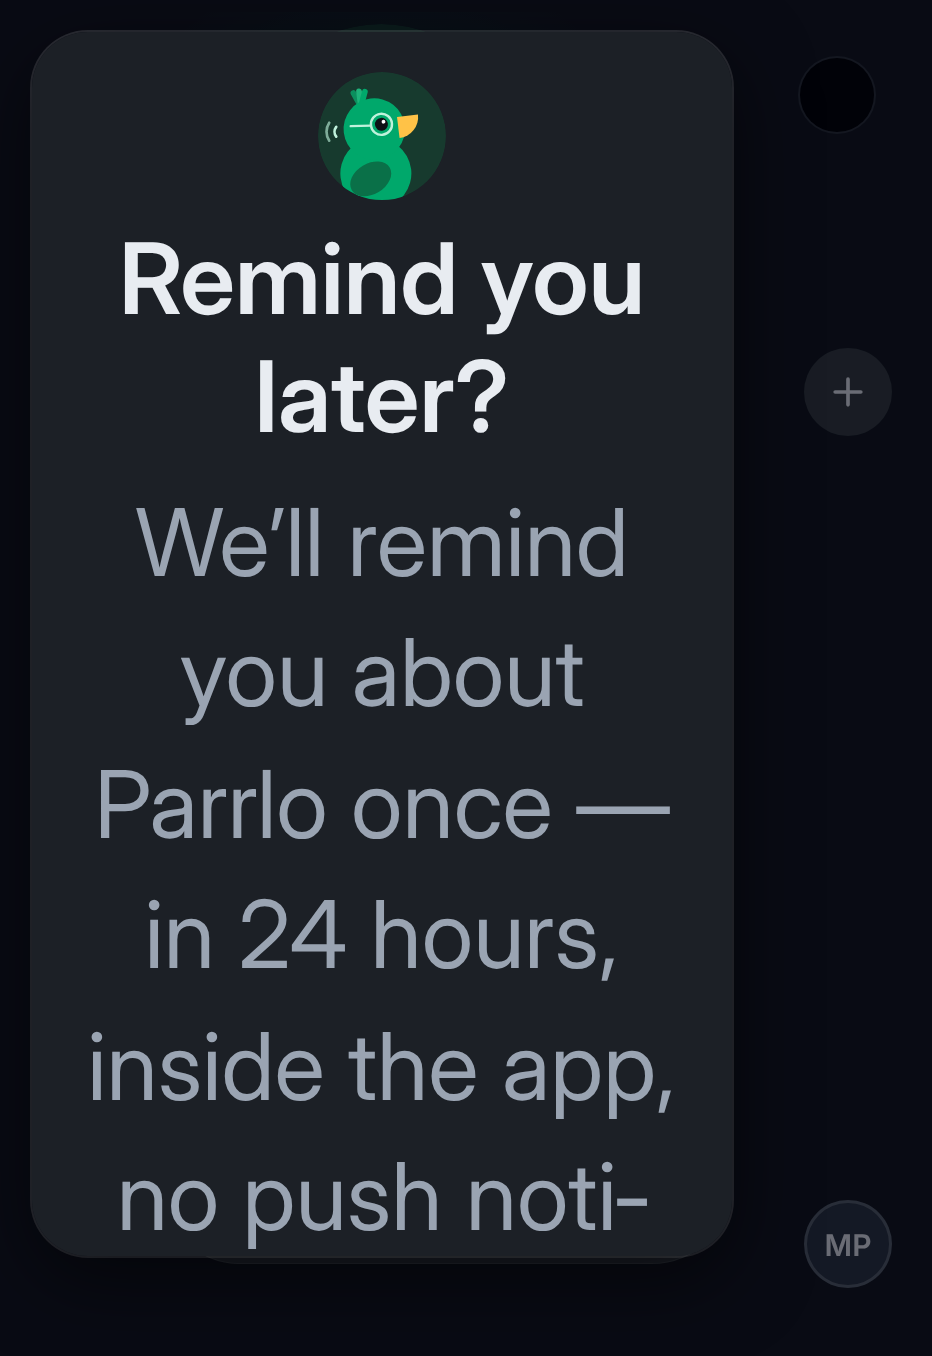 Remind you
later?
We’ll remind
you about
Parrlo once —
in 24 hours,
inside the app,
no push noti-
MP